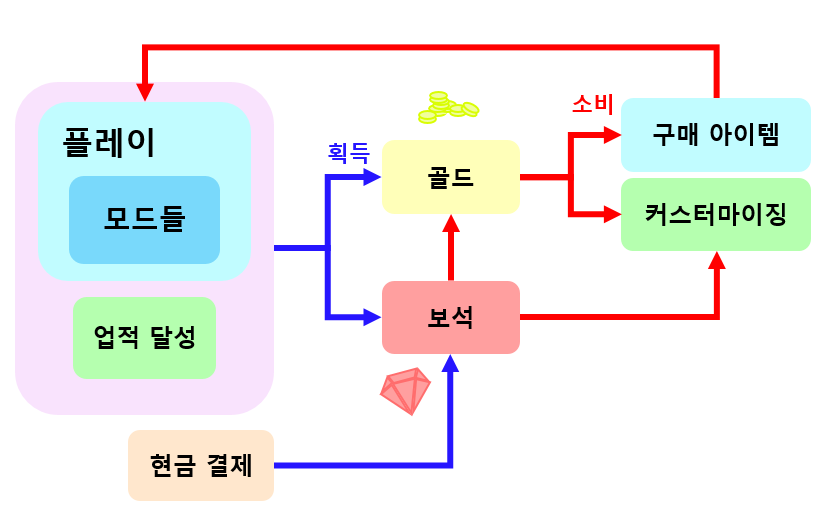 플레이
모드들
업적 달성
현금 결제
획득
골드
보석
소비
구매 아이템
커스터마이징